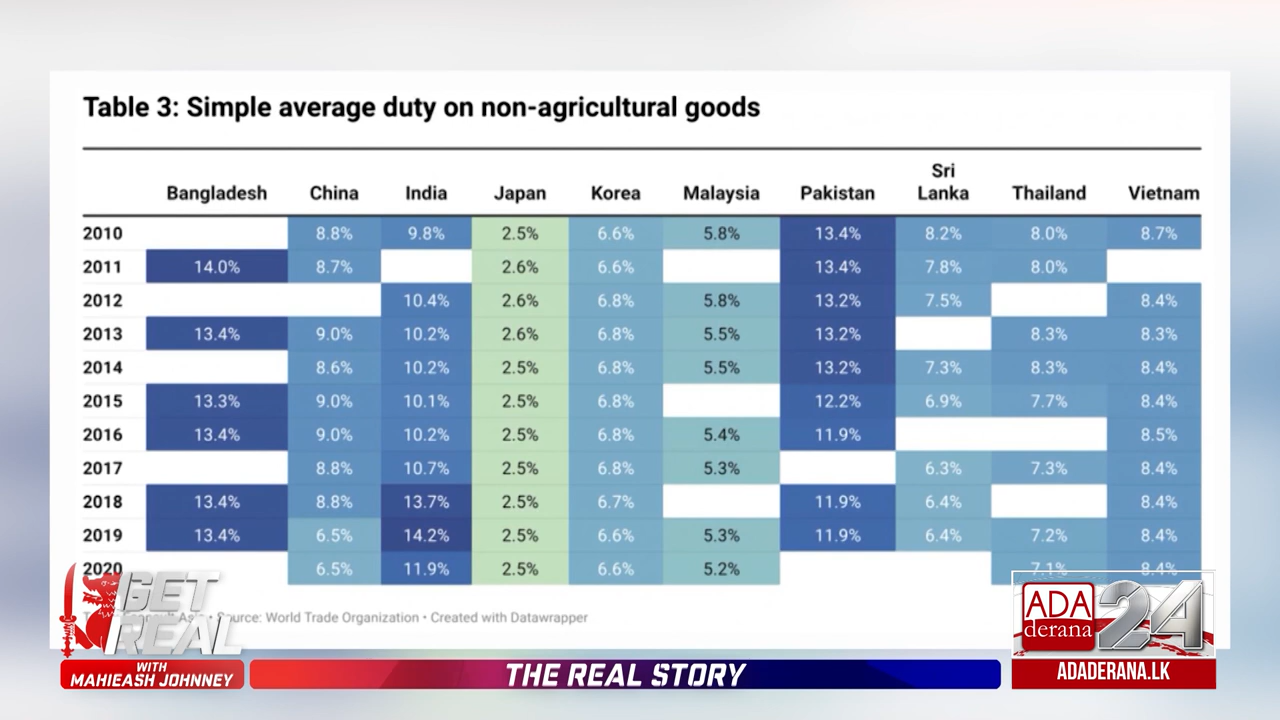 Table 3: Simple average duty on non-agricultural goods
Bangladesh China India Japan Korea Malaysia Pakistan Sri Lanka Thailand Vietnam
2010 8.8% 9.8% 2.5% 6.6% 5.8% 13.4% 8.2% 8.0% 8.7%
2011 14.0% 8.7% 2.6% 6.6% 13.4% 7.8% 8.0%
2012 10.4% 2.6% 6.8% 5.8% 13.2% 7.5% 8.4%
2013 13.4% 9.0% 10.2% 2.6% 6.8% 5.5% 13.2% 8.3% 8.3%
2014 8.6% 10.2% 2.5% 6.8% 5.5% 13.2% 7.3% 8.3% 8.4%
2015 13.3% 9.0% 10.1% 2.5% 6.8% 12.2% 6.9% 7.7% 8.4%
2016 13.4% 9.0% 10.2% 2.5% 6.8% 5.4% 11.9% 8.5%
2017 8.8% 10.7% 2.5% 6.8% 5.3% 6.3% 7.3% 8.4%
2018 13.4% 8.8% 13.7% 2.5% 6.7% 11.9% 6.4% 8.4%
2019 13.4% 6.5% 14.2% 2.5% 6.6% 5.3% 11.9% 6.4% 7.2% 8.4%
2020 6.5% 11.9% 2.5% 6.6% 5.2% 7.1% 8.4%
Source: World Trade Organization • Created with Datawrapper
GET
REAL
WITH
MAHIEASH JOHNNEY
THE REAL STORY
ADA
derana
24
ADADERANA.LK